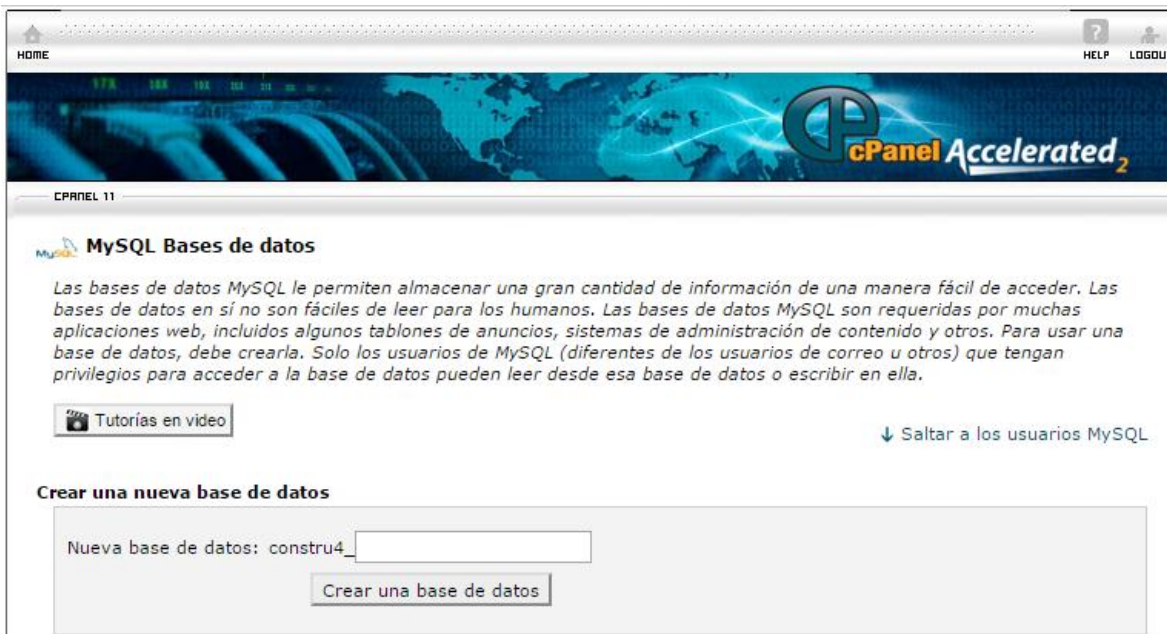 HOME
HELP
LOGOU
17X 18X 19X
cPanel Accelerated2
CPANEL 11
MySQL MySQL Bases de datos
Las bases de datos MySQL le permiten almacenar una gran cantidad de información de una manera fácil de acceder. Las
bases de datos en sí no son fáciles de leer para los humanos. Las bases de datos MySQL son requeridas por muchas
aplicaciones web, incluidos algunos tablones de anuncios, sistemas de administración de contenido y otros. Para usar una
base de datos, debe crearla. Solo los usuarios de MySQL (diferentes de los usuarios de correo u otros) que tengan
privilegios para acceder a la base de datos pueden leer desde esa base de datos o escribir en ella.
Tutorías en video
↓ Saltar a los usuarios MySQL
Crear una nueva base de datos
Nueva base de datos: constru4_
Crear una base de datos